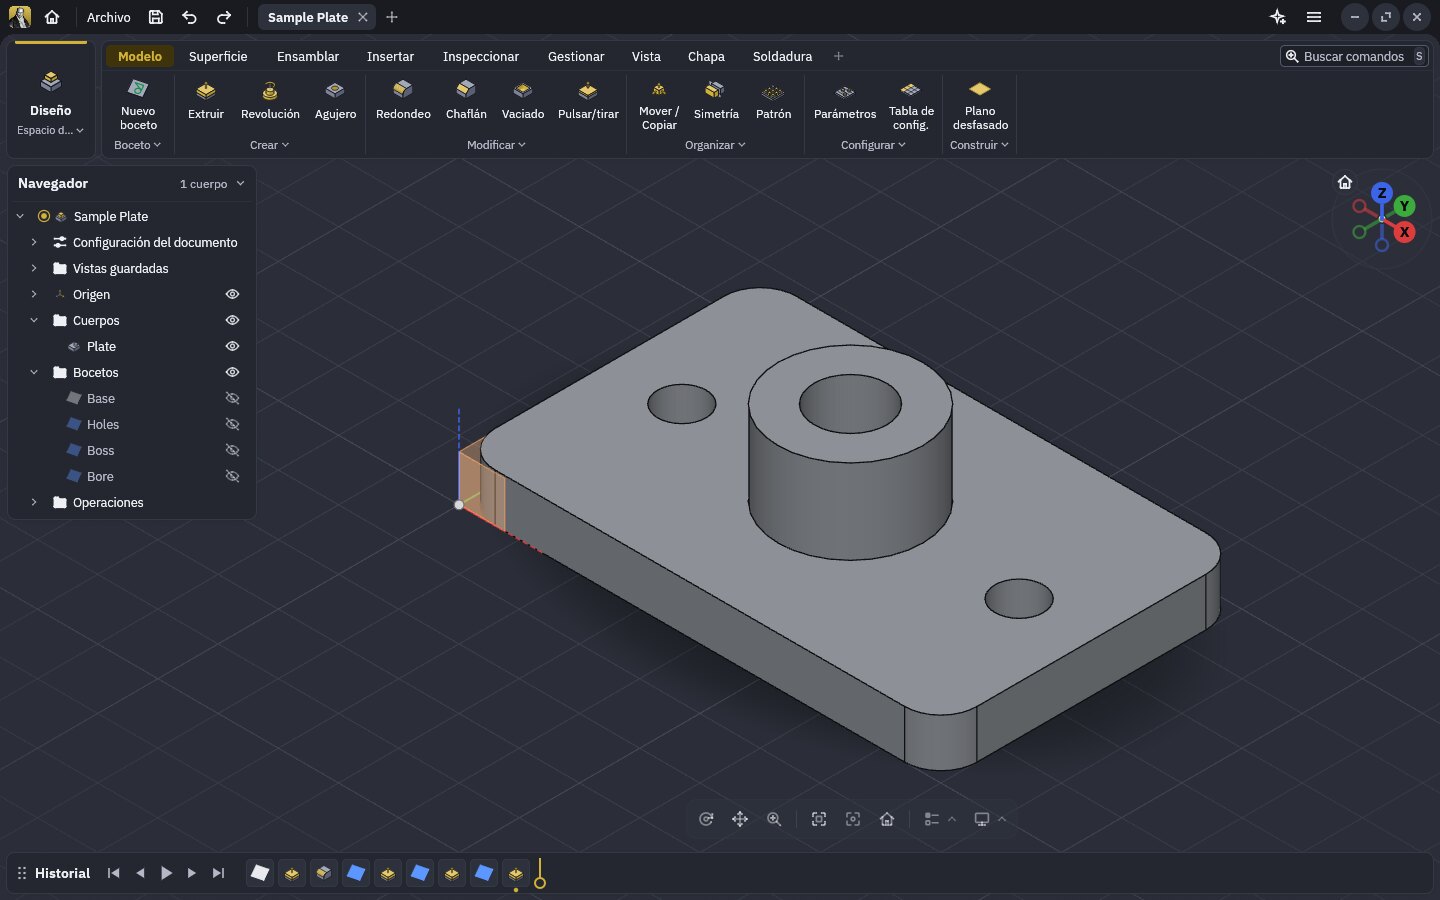 Archivo
Sample Plate
Modelo
Superficie
Ensamblar
Insertar
Inspeccionar
Gestionar
Vista
Chapa
Soldadura
Buscar comandos
S
Diseño
Espacio d...
Nuevo
boceto
Extruir
Revolución
Agujero
Redondeo
Chaflán
Vaciado
Pulsar/tirar
Mover /
Copiar
Simetría
Patrón
Parámetros
Tabla de
config.
Plano
desfasado
Boceto
Crear
Modificar
Organizar
Configurar
Construir
Navegador
1 cuerpo
Sample Plate
Configuración del documento
Vistas guardadas
Origen
Cuerpos
Plate
Bocetos
Base
Holes
Boss
Bore
Operaciones
Z
Y
X
Historial